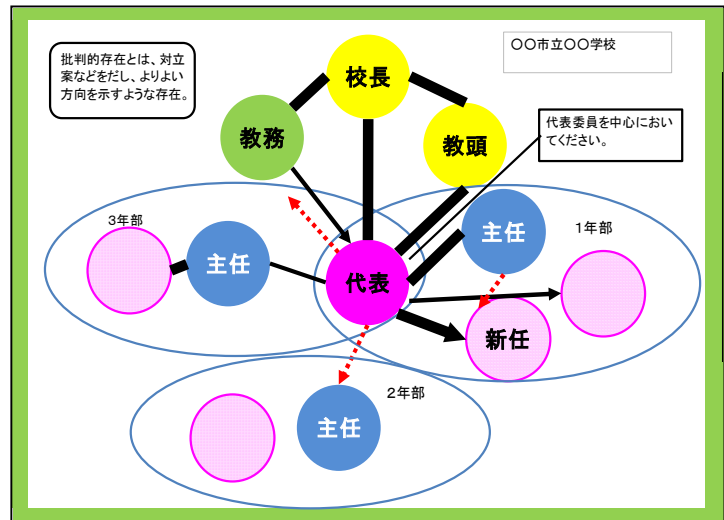 批判的存在とは、対立
案などをだし、よりよい
方向を示すような存在。
〇〇市立〇〇学校
校長
教務
教頭
代表委員を中心におい
てください。
3年部
主任
代表
主任
1年部
新任
2年部
主任